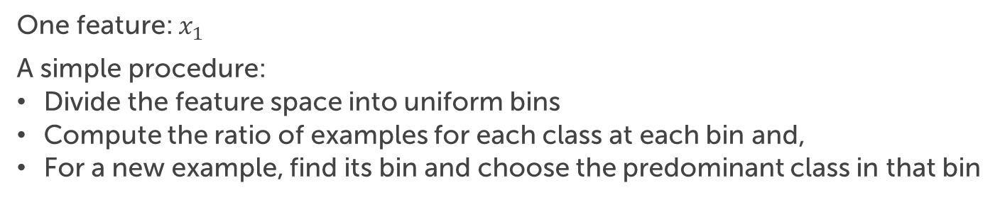 One feature: x₁
A simple procedure:
• Divide the feature space into uniform bins
• Compute the ratio of examples for each class at each bin and,
• For a new example, find its bin and choose the predominant class in that bin